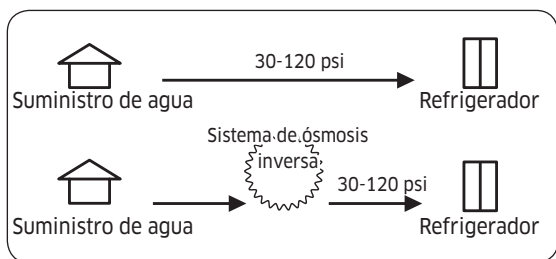 30-120 psi
Suministro de agua
Refrigerador
Sistema de ósmosis
inversa
30-120 psi
Suministro de agua
Refrigerador